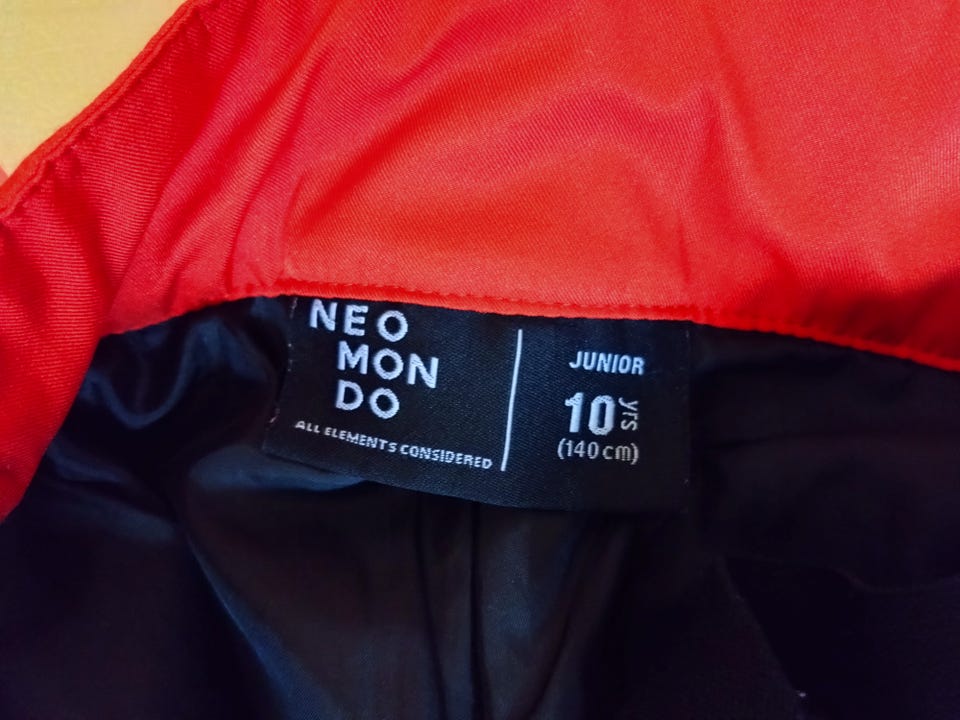 NEO
MON
DO
ALL ELEMENTS CONSIDERED
JUNIOR
10 yrs
(140 cm)